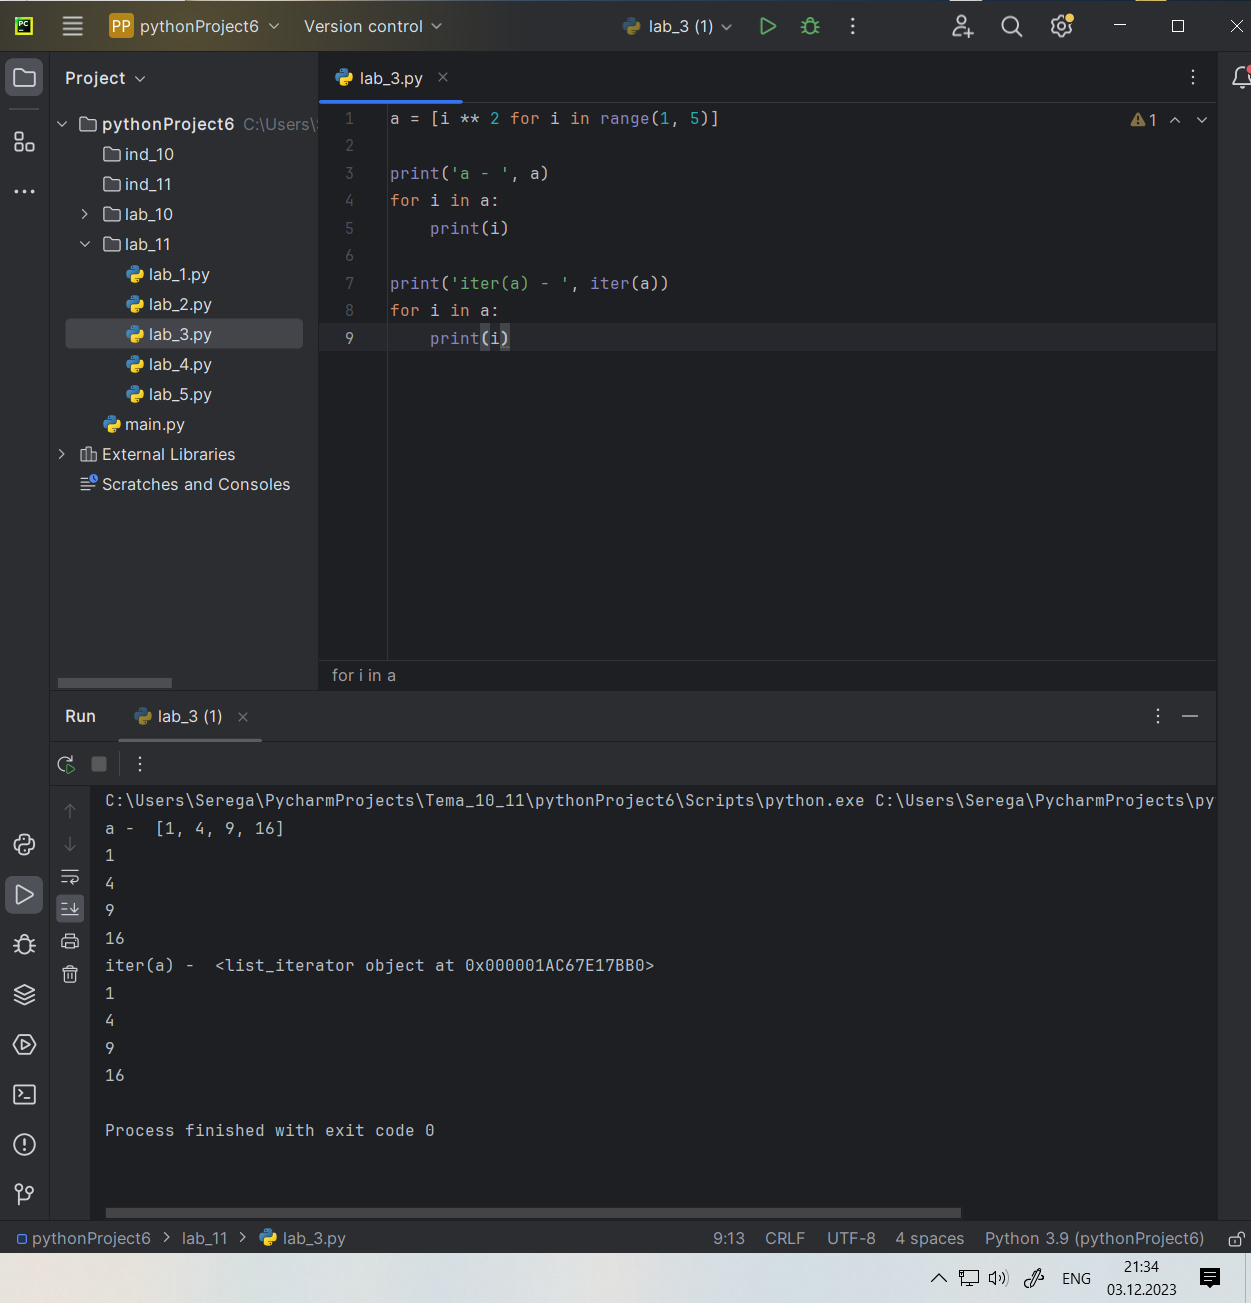 PC
PP pythonProject6
Version control
lab_3 (1)
Project
pythonProject6 C:\Users\
ind_10
ind_11
lab_10
lab_11
lab_1.py
lab_2.py
lab_3.py
lab_4.py
lab_5.py
main.py
External Libraries
Scratches and Consoles
lab_3.py
1
1 a = [i ** 2 for i in range(1, 5)]
2
3 print('a - ', a)
4 for i in a:
5 print(i)
6
7 print('iter(a) - ', iter(a))
8 for i in a:
9 print(i)
for i in a
Run lab_3 (1)
C:\Users\Serega\PycharmProjects\Tema_10_11\pythonProject6\Scripts\python.exe C:\Users\Serega\PycharmProjects\py
a -  [1, 4, 9, 16]
1
4
9
16
iter(a) -  <list_iterator object at 0x000001AC67E17BB0>
1
4
9
16
Process finished with exit code 0
pythonProject6 > lab_11 > lab_3.py
9:13 CRLF UTF-8 4 spaces Python 3.9 (pythonProject6)
ENG
21:34
03.12.2023